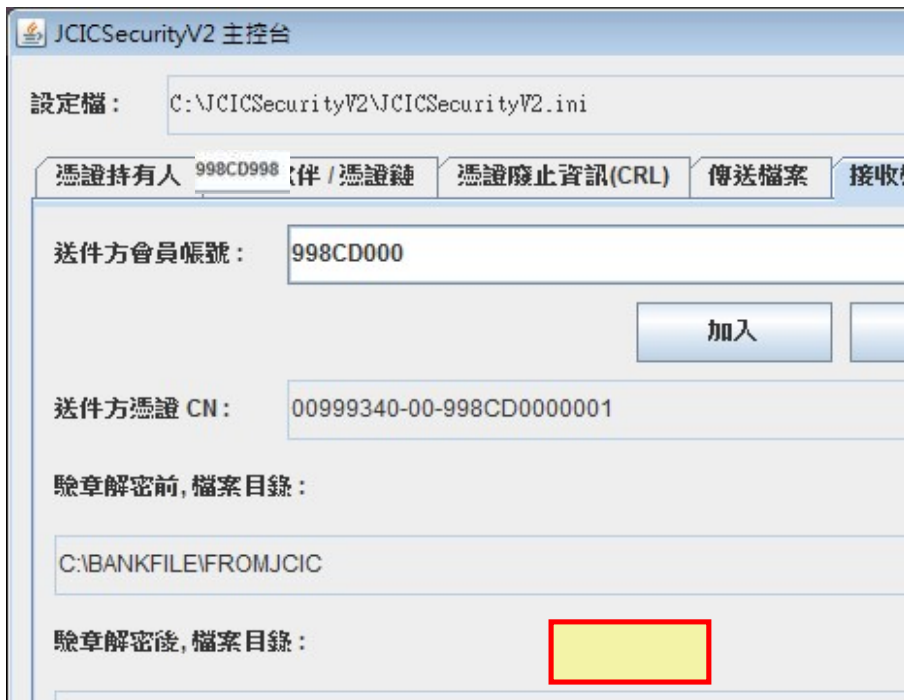 JCICSecurityV2 主控台
設定檔： C:\JCICSecurityV2\JCICSecurityV2.ini
憑證持有人 998CD998 伴 / 憑證鏈 憑證廢止資訊(CRL) 傳送檔案 接收
送件方會員帳號： 998CD000
加入
送件方憑證 CN： 00999340-00-998CD0000001
驗章解密前, 檔案目錄：
C:\BANKFILE\FROMJCIC
驗章解密後, 檔案目錄：